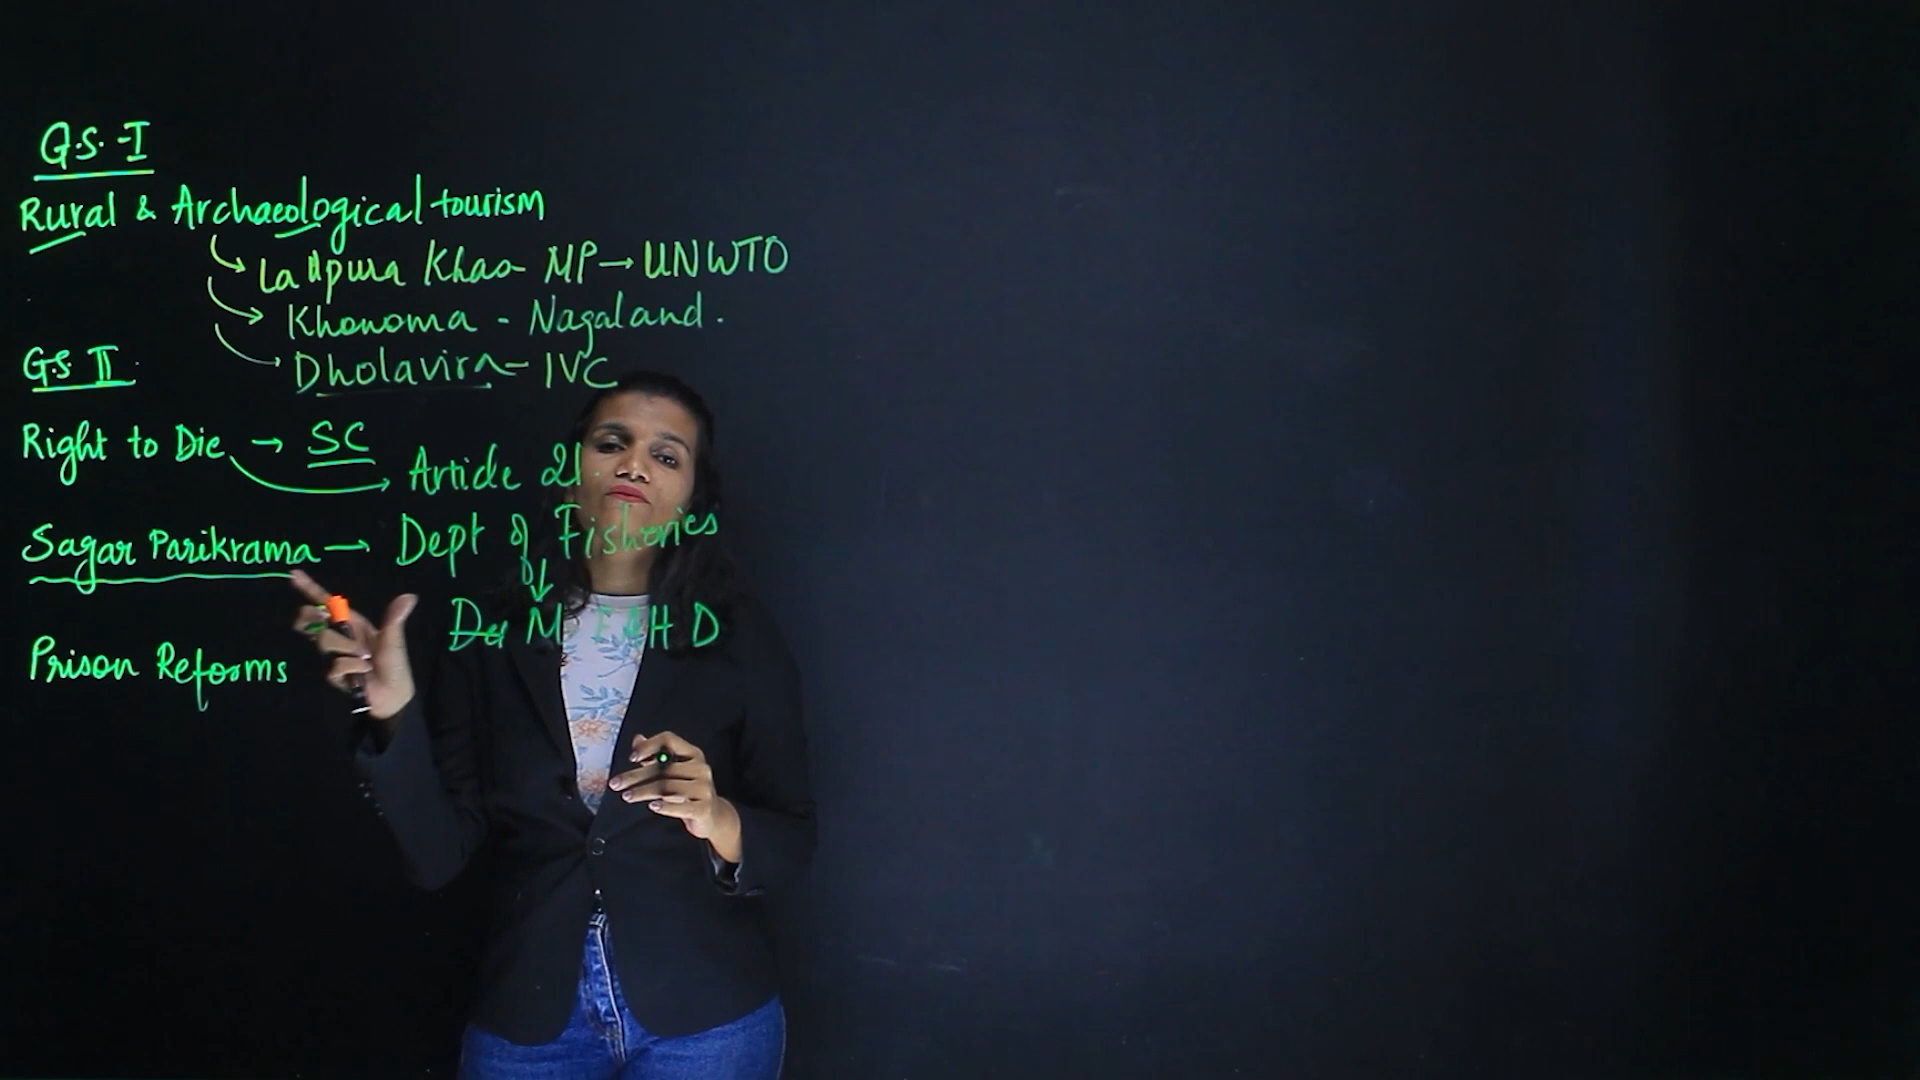 G.S.-I
Rural & Archaeological tourism
Ladpura Khas MP → UNWTO
Khonoma - Nagaland.
Dholavira - IVC
G.S II
Right to Die → SC
Article 21.
Sagar Parikrama → Dept of Fisheries
M F A H D
Prison Reforms